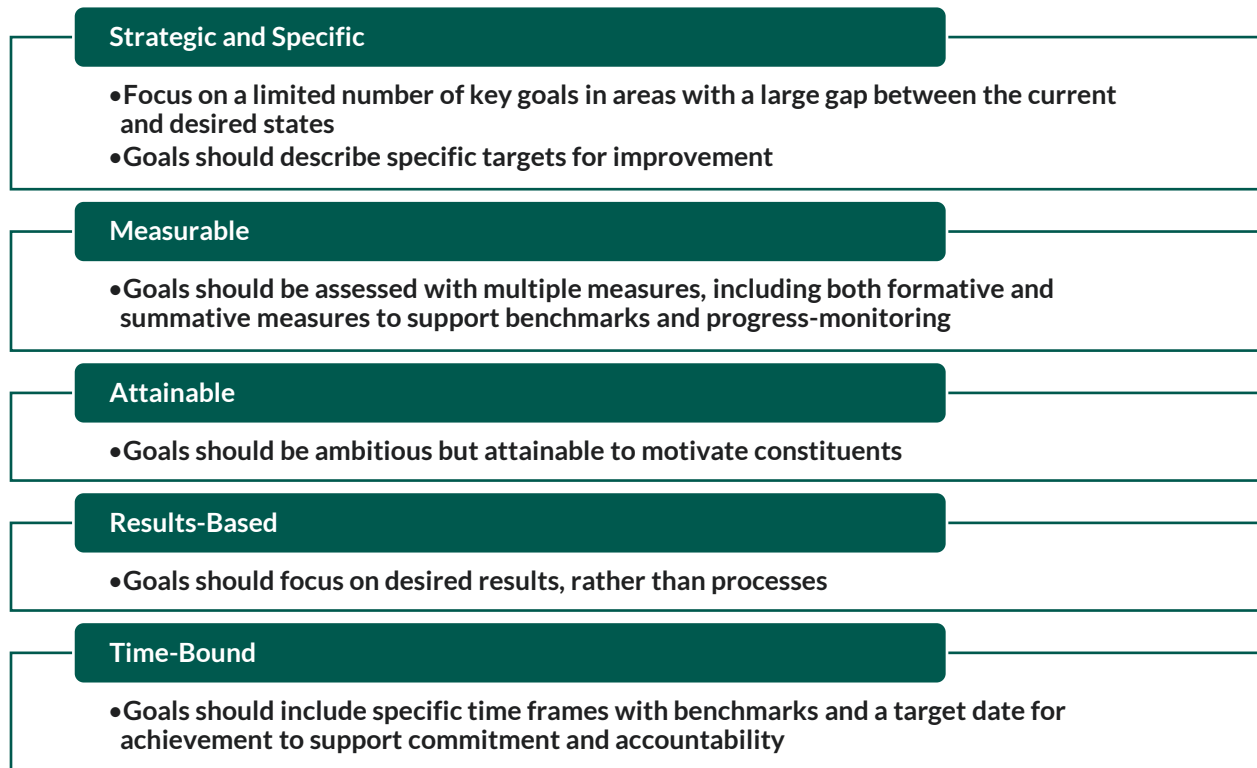 Strategic and Specific
•Focus on a limited number of key goals in areas with a large gap between the current
and desired states
•Goals should describe specific targets for improvement
Measurable
•Goals should be assessed with multiple measures, including both formative and
summative measures to support benchmarks and progress-monitoring
Attainable
•Goals should be ambitious but attainable to motivate constituents
Results-Based
•Goals should focus on desired results, rather than processes
Time-Bound
•Goals should include specific time frames with benchmarks and a target date for
achievement to support commitment and accountability